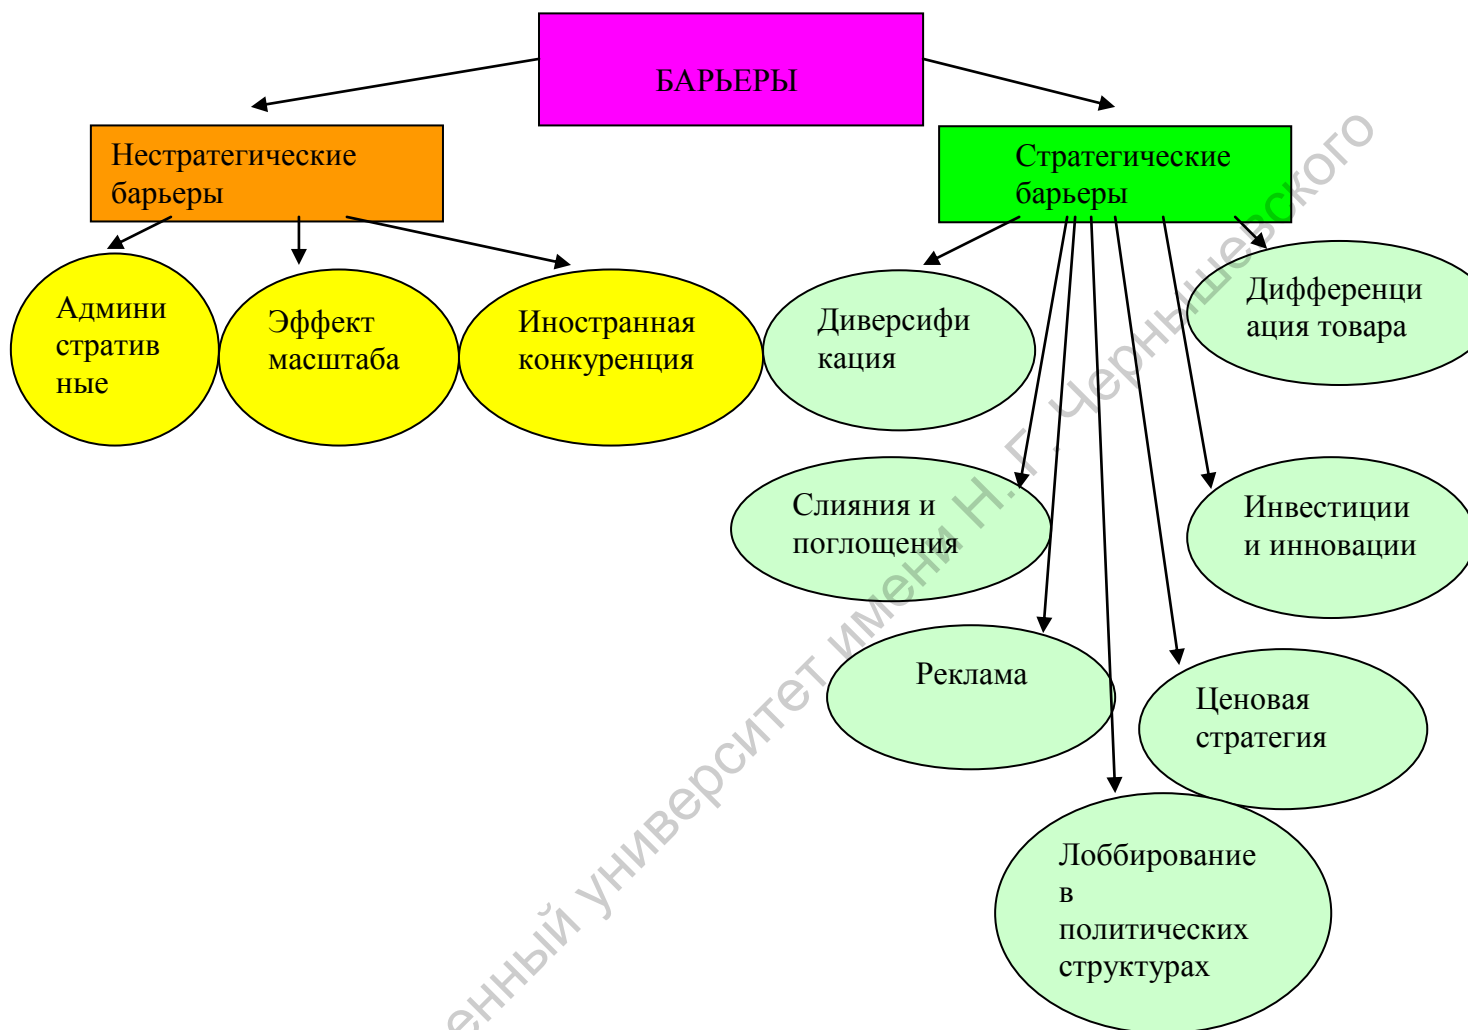 БАРЬЕРЫ
Нестратегические
барьеры
Стратегические
барьеры
Админи
стратив
ные
Эффект
масштаба
Иностранная
конкуренция
Диверсифи
кация
Дифференци
ация товара
Слияния и
поглощения
Инвестиции
и инновации
Реклама
Ценовая
стратегия
Лоббирование
в
политических
структурах
енный университет имени Н. Г. Чернышевского